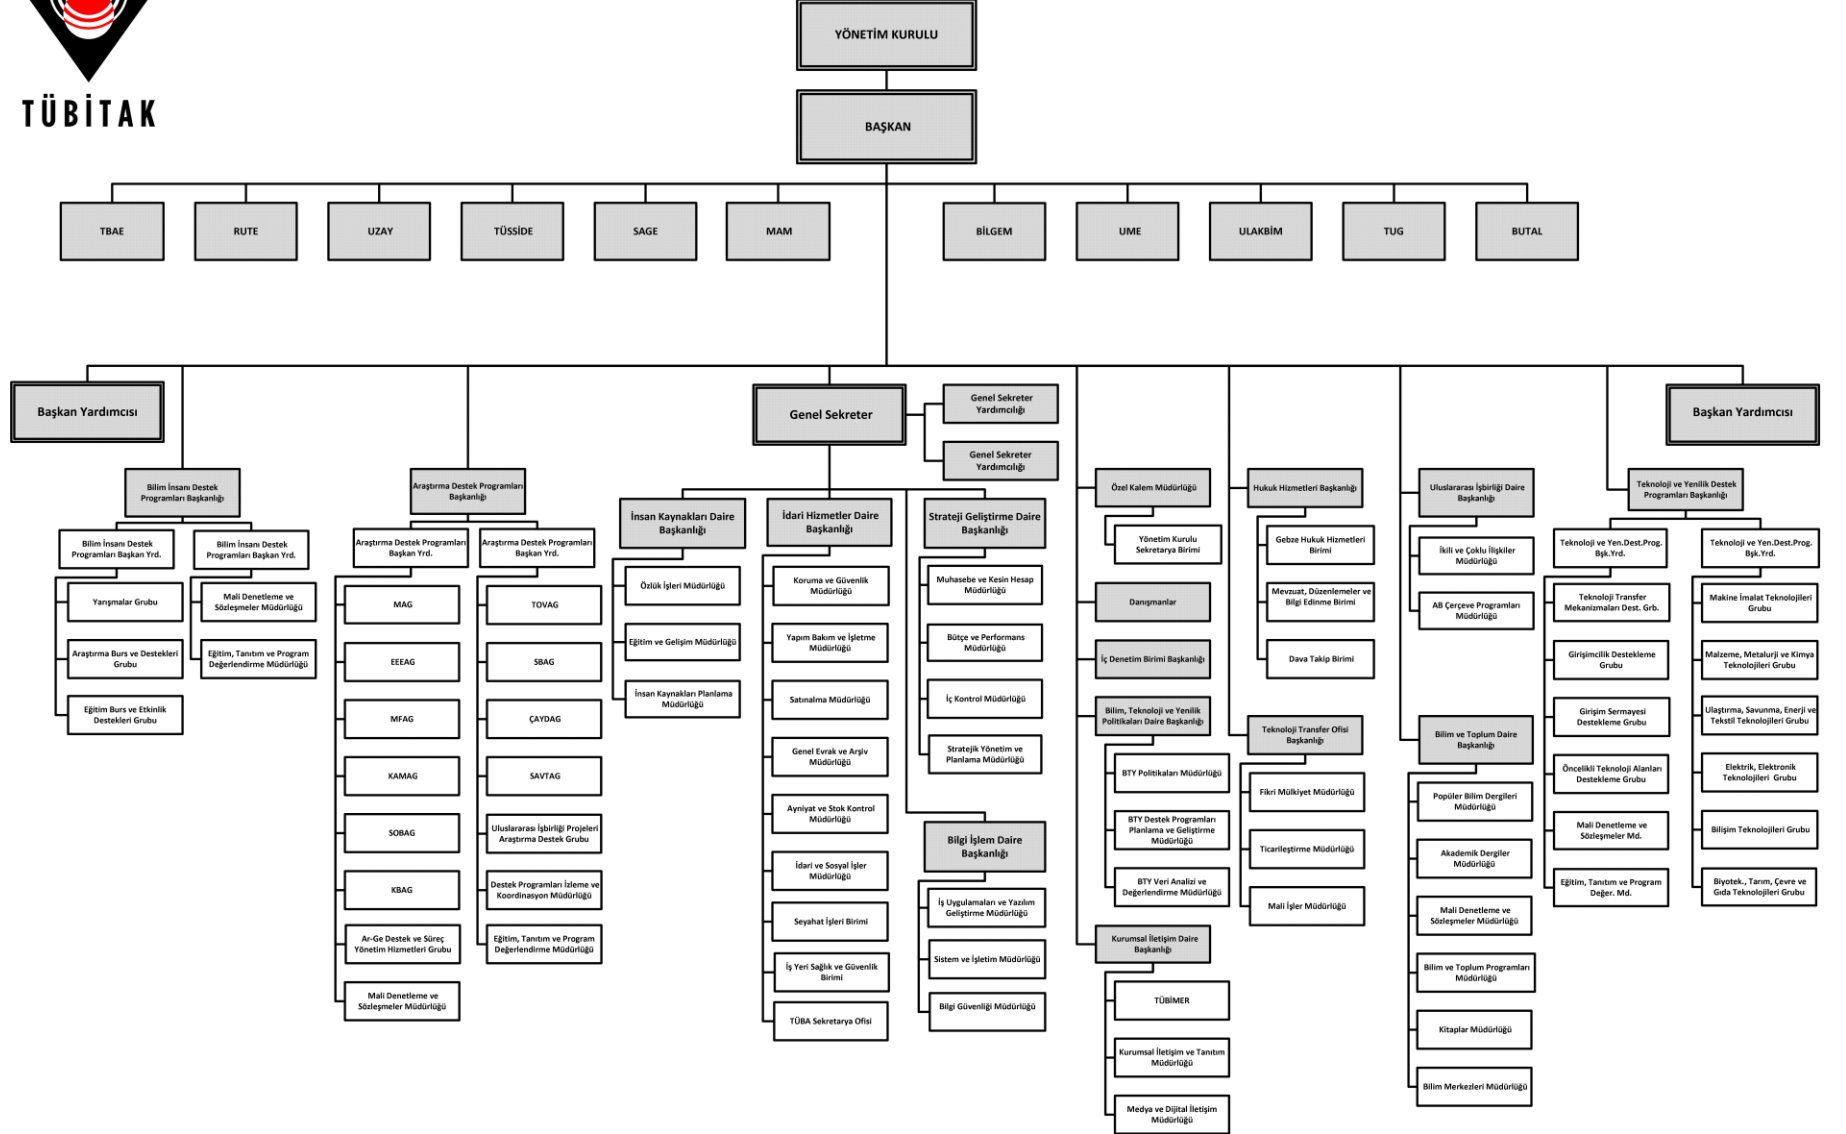 TÜBİTAK
YÖNETİM KURULU
BAŞKAN
TBAE
RUTE
UZAY
TÜSSİDE
SAGE
MAM
BİLGEM
UME
ULAKBİM
TUG
BUTAL
Başkan Yardımcısı
Genel Sekreter
Genel Sekreter
Yardımcılığı
Genel Sekreter
Yardımcılığı
Başkan Yardımcısı
Bilim İnsanı Destek
Programları Başkanlığı
Bilim İnsanı Destek
Programları Başkan Yrd.
Yarışmalar Grubu
Araştırma Burs ve Destekleri
Grubu
Eğitim Burs ve Etkinlik
Destekleri Grubu
Bilim İnsanı Destek
Programları Başkan Yrd.
Mali Denetleme ve
Sözleşmeler Müdürlüğü
Eğitim, Tanıtım ve Program
Değerlendirme Müdürlüğü
Araştırma Destek Programları
Başkanlığı
Araştırma Destek Programları
Başkan Yrd.
MAG
EEEAG
MFAG
KAMAG
SOBAG
KBAG
Ar-Ge Destek ve Süreç
Yönetim Hizmetleri Grubu
Mali Denetleme ve
Sözleşmeler Müdürlüğü
Araştırma Destek Programları
Başkan Yrd.
TOVAG
SBAG
ÇAYDAG
SAVTAG
Uluslararası İşbirliği Projeleri
Araştırma Destek Grubu
Destek Programları İzleme ve
Koordinasyon Müdürlüğü
Eğitim, Tanıtım ve Program
Değerlendirme Müdürlüğü
İnsan Kaynakları Daire
Başkanlığı
Özlük İşleri Müdürlüğü
Eğitim ve Gelişim Müdürlüğü
İnsan Kaynakları Planlama
Müdürlüğü
İdari Hizmetler Daire
Başkanlığı
Koruma ve Güvenlik
Müdürlüğü
Yapım Bakım ve İşletme
Müdürlüğü
Satınalma Müdürlüğü
Genel Evrak ve Arşiv
Müdürlüğü
Ayniyat ve Stok Kontrol
Müdürlüğü
İdari ve Sosyal İşler
Müdürlüğü
Seyahat İşleri Birimi
İş Yeri Sağlık ve Güvenlik
Birimi
TÜBA Sekretarya Ofisi
Strateji Geliştirme Daire
Başkanlığı
Muhasebe ve Kesin Hesap
Müdürlüğü
Bütçe ve Performans
Müdürlüğü
İç Kontrol Müdürlüğü
Stratejik Yönetim ve
Planlama Müdürlüğü
Bilgi İşlem Daire
Başkanlığı
İş Uygulamaları ve Yazılım
Geliştirme Müdürlüğü
Sistem ve İşletim Müdürlüğü
Bilgi Güvenliği Müdürlüğü
Özel Kalem Müdürlüğü
Yönetim Kurulu
Sekretarya Birimi
Danışmanlar
İç Denetim Birimi Başkanlığı
Bilim, Teknoloji ve Yenilik
Politikaları Daire Başkanlığı
BTY Politikaları Müdürlüğü
BTY Destek Programları
Planlama ve Geliştirme
Müdürlüğü
BTY Veri Analizi ve
Değerlendirme Müdürlüğü
Kurumsal İletişim Daire
Başkanlığı
TÜBİMER
Kurumsal İletişim ve Tanıtım
Müdürlüğü
Medya ve Dijital İletişim
Müdürlüğü
Hukuk Hizmetleri Başkanlığı
Gebze Hukuk Hizmetleri
Birimi
Mevzuat, Düzenlemeler ve
Bilgi Edinme Birimi
Dava Takip Birimi
Teknoloji Transfer Ofisi
Başkanlığı
Fikri Mülkiyet Müdürlüğü
Ticarileştirme Müdürlüğü
Mali İşler Müdürlüğü
Uluslararası İşbirliği Daire
Başkanlığı
İkili ve Çoklu İlişkiler
Müdürlüğü
AB Çerçeve Programları
Müdürlüğü
Bilim ve Toplum Daire
Başkanlığı
Popüler Bilim Dergileri
Müdürlüğü
Akademik Dergiler
Müdürlüğü
Mali Denetleme ve
Sözleşmeler Müdürlüğü
Bilim ve Toplum Programları
Müdürlüğü
Kitaplar Müdürlüğü
Bilim Merkezleri Müdürlüğü
Teknoloji ve Yenilik Destek
Programları Başkanlığı
Teknoloji ve Yen.Dest.Prog.
Bşk.Yrd.
Teknoloji Transfer
Mekanizmaları Dest. Grb.
Girişimcilik Destekleme
Grubu
Girişim Sermayesi
Destekleme Grubu
Öncelikli Teknoloji Alanları
Destekleme Grubu
Mali Denetleme ve
Sözleşmeler Md.
Eğitim, Tanıtım ve Program
Değer. Md.
Teknoloji ve Yen.Dest.Prog.
Bşk.Yrd.
Makine İmalat Teknolojileri
Grubu
Malzeme, Metalurji ve Kimya
Teknolojileri Grubu
Ulaştırma, Savunma, Enerji ve
Tekstil Teknolojileri Grubu
Elektrik, Elektronik
Teknolojileri Grubu
Bilişim Teknolojileri Grubu
Biyotek., Tarım, Çevre ve
Gıda Teknolojileri Grubu